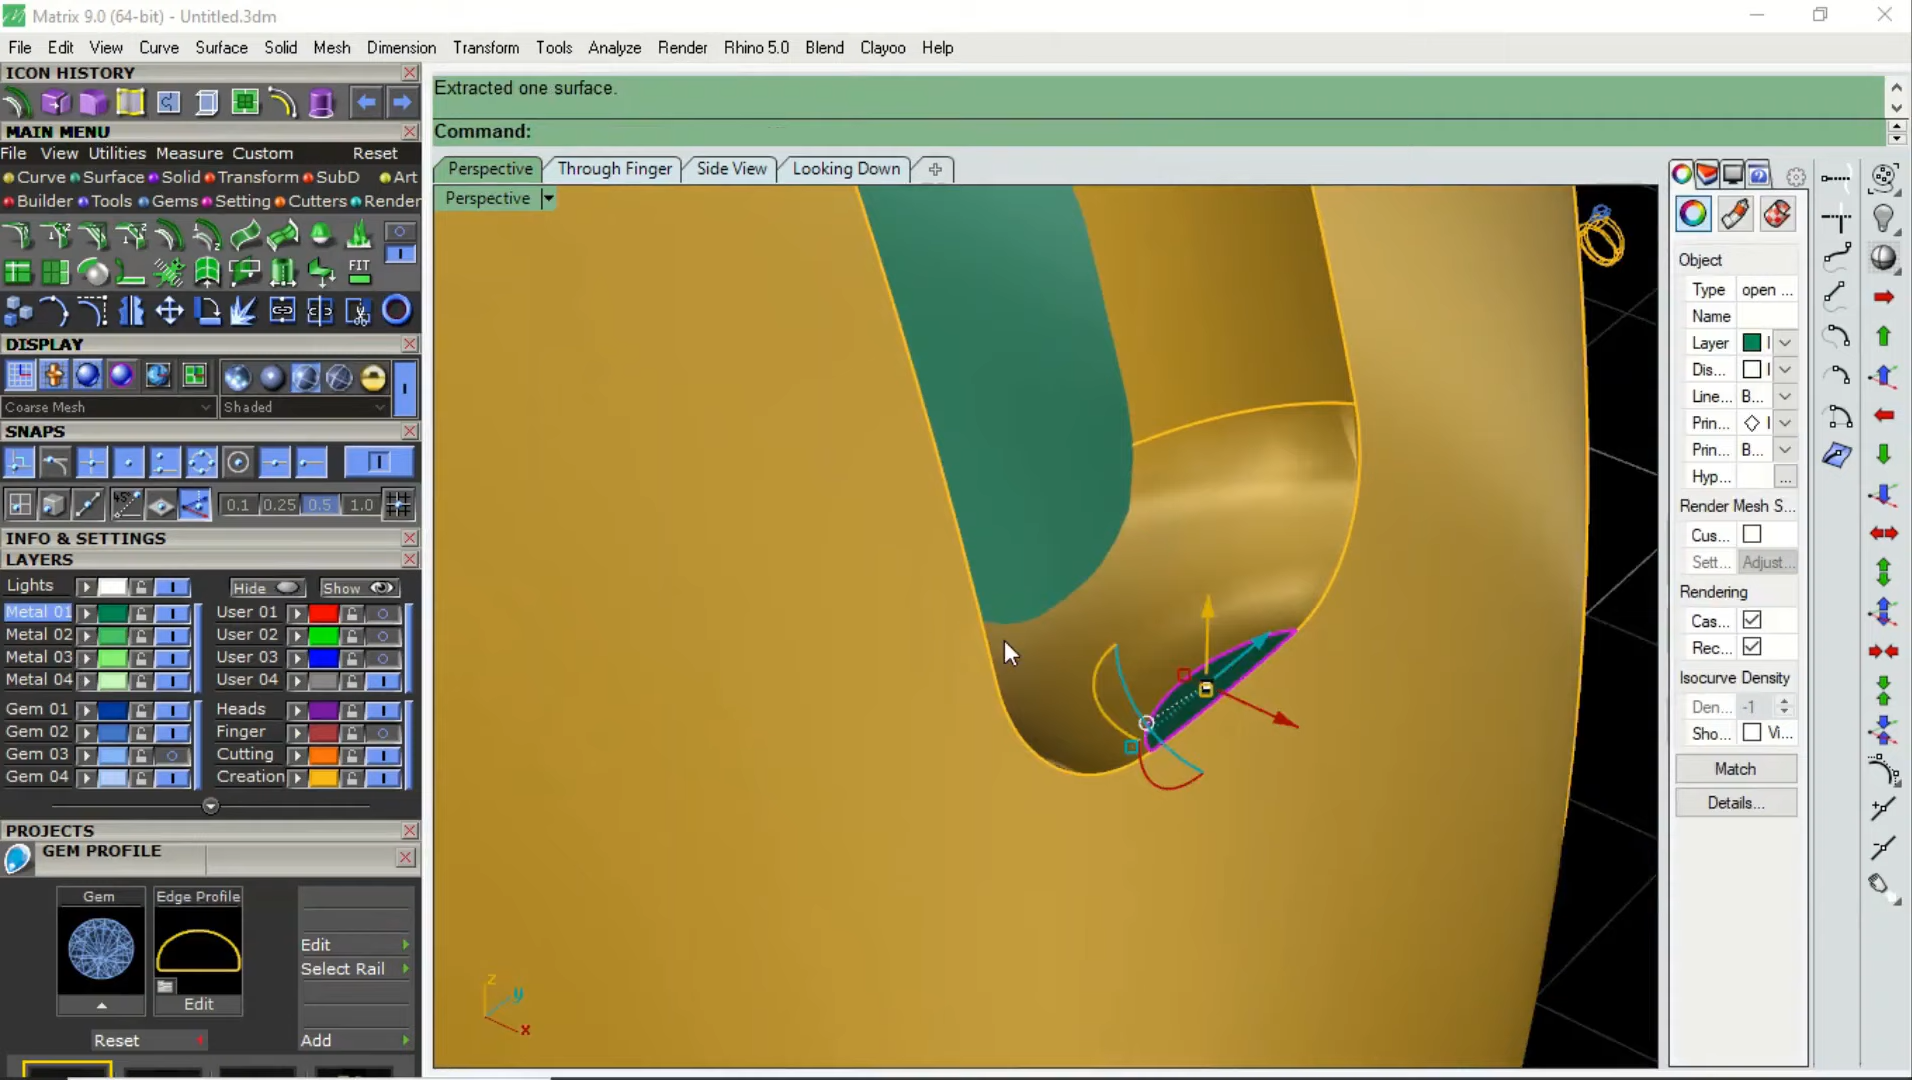 Matrix 9.0 (64-bit) - Untitled.3dm
File Edit View Curve Surface Solid Mesh Dimension Transform Tools Analyze Render Rhino 5.0 Blend Clayoo Help
ICON HISTORY
Extracted one surface.
Command:
MAIN MENU
File View Utilities Measure Custom Reset
Curve Surface Solid Transform SubD Art
Builder Tools Gems Setting Cutters Render
FIT
Perspective Through Finger Side View Looking Down
Perspective
DISPLAY
Coarse Mesh Shaded
SNAPS
45°
0.1 0.25 0.5 1.0
INFO & SETTINGS
LAYERS
Lights Hide Show
Metal 01 User 01
Metal 02 User 02
Metal 03 User 03
Metal 04 User 04
Gem 01 Heads
Gem 02 Finger
Gem 03 Cutting
Gem 04 Creation
PROJECTS
GEM PROFILE
Gem Edge Profile
Edit
Select Rail
Edit
Reset Add
z
y
x
Object
Type open ...
Name
Layer
Dis...
Line... B...
Prin...
Prin... B...
Hyp... ...
Render Mesh S...
Cus...
Sett... Adjust...
Rendering
Cas...
Rec...
Isocurve Density
Den... -1
Sho... Vi...
Match
Details...